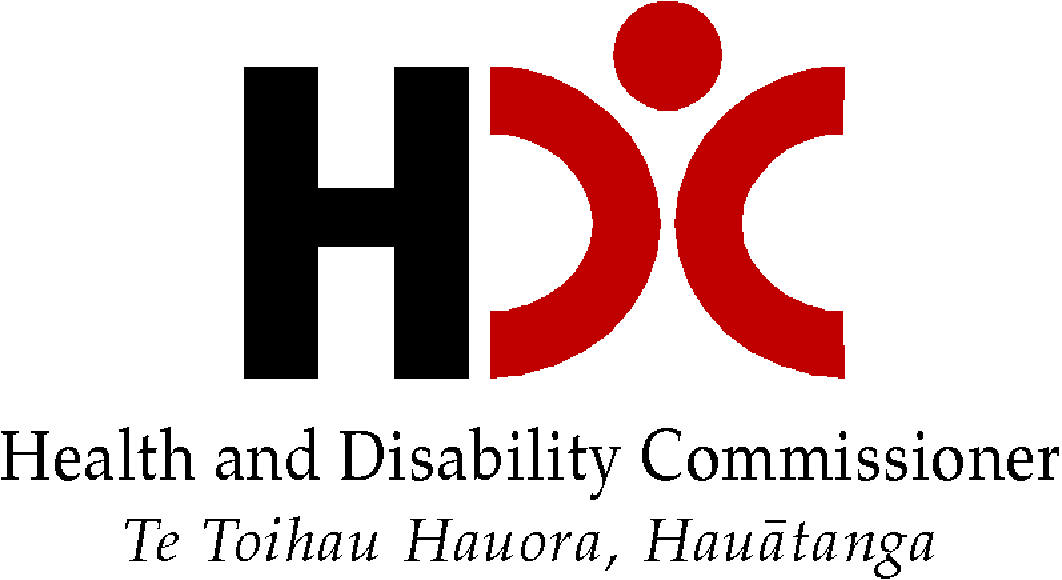 HDC
Health and Disability Commissioner
Te Toihau Hauora, Hauātanga